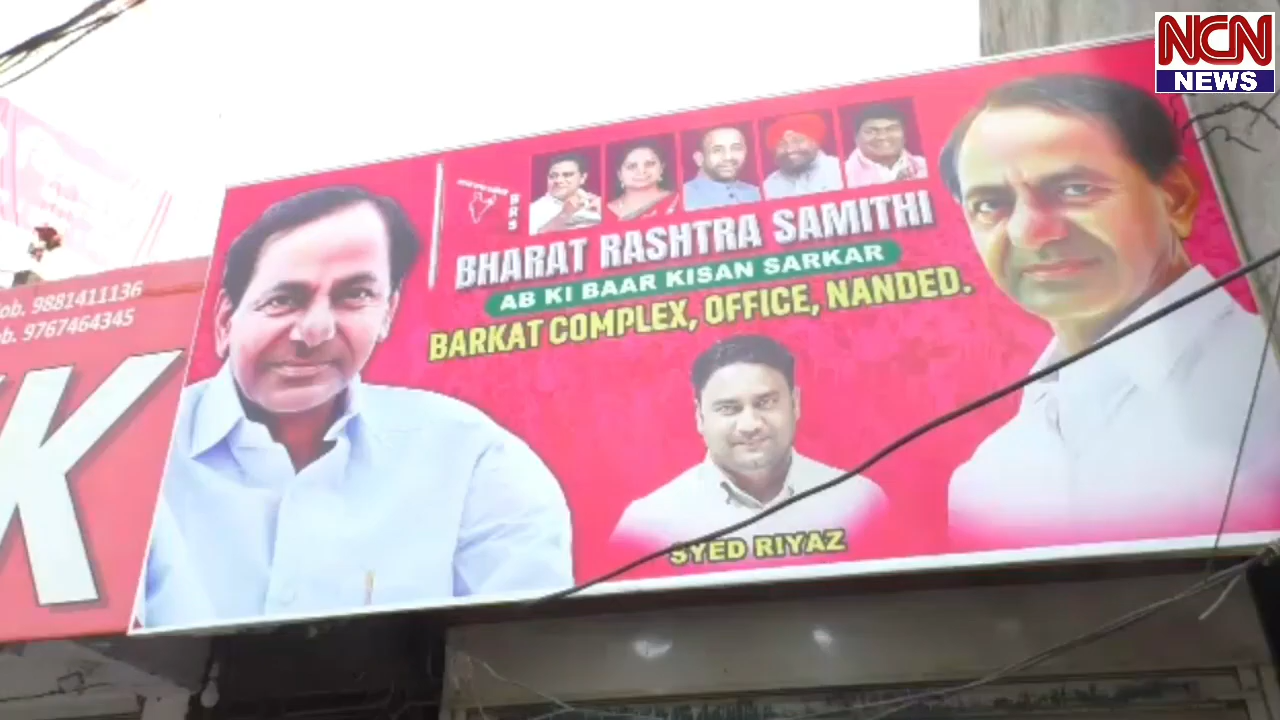 NCN
NEWS
BRS
BHARAT RASHTRA SAMITHI
AB KI BAAR KISAN SARKAR
BARKAT COMPLEX, OFFICE, NANDED.
SYED RIYAZ
ob. 9881411136
ob. 9767464345
K